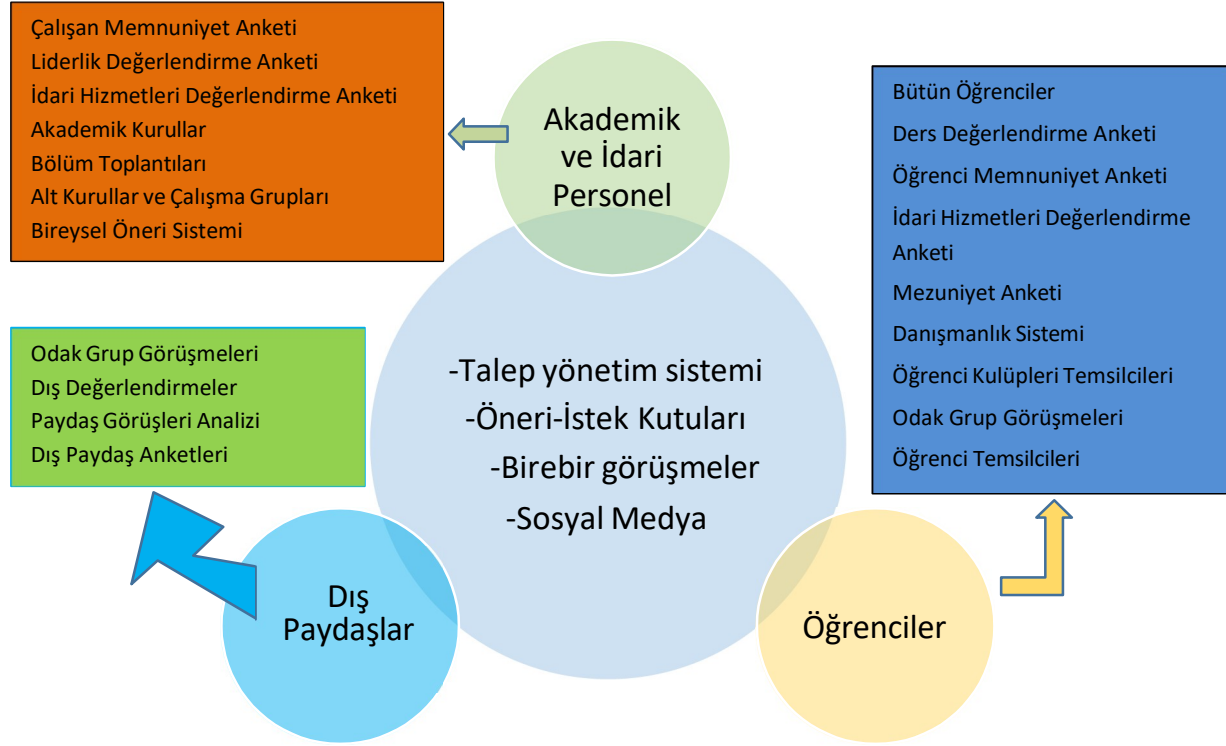 Çalışan Memnuniyet Anketi
Liderlik Değerlendirme Anketi
İdari Hizmetleri Değerlendirme Anketi
Akademik Kurullar
Bölüm Toplantıları
Alt Kurullar ve Çalışma Grupları
Bireysel Öneri Sistemi
Akademik
ve İdari
Personel
Bütün Öğrenciler
Ders Değerlendirme Anketi
Öğrenci Memnuniyet Anketi
İdari Hizmetleri Değerlendirme
Anketi
Mezuniyet Anketi
Danışmanlık Sistemi
Öğrenci Kulüpleri Temsilcileri
Odak Grup Görüşmeleri
Öğrenci Temsilcileri
Odak Grup Görüşmeleri
Dış Değerlendirmeler
Paydaş Görüşleri Analizi
Dış Paydaş Anketleri
-Talep yönetim sistemi
-Öneri-İstek Kutuları
-Birebir görüşmeler
-Sosyal Medya
Dış
Paydaşlar
Öğrenciler